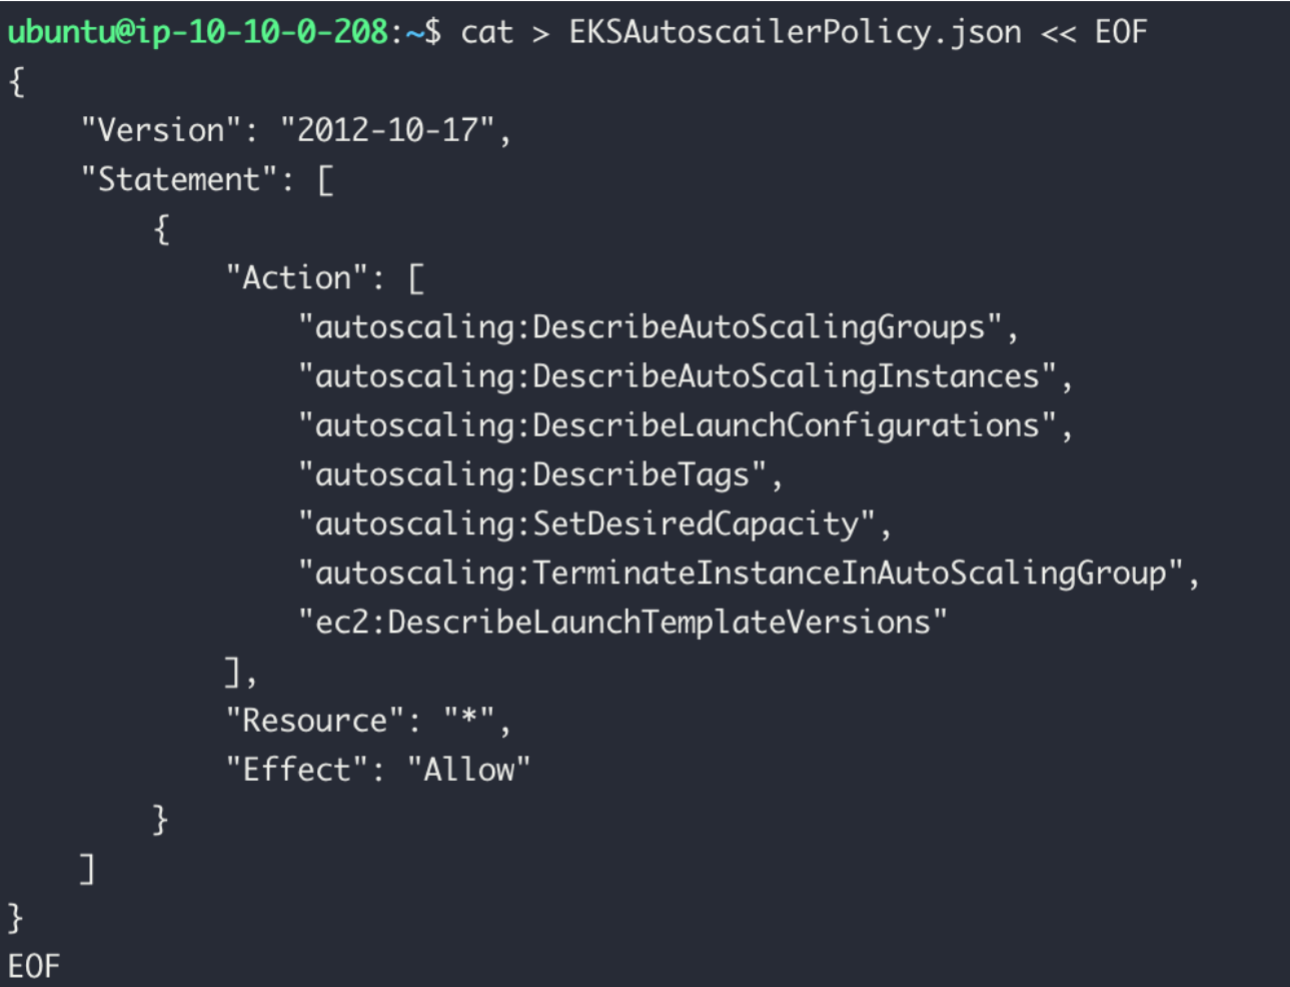 ubuntu@ip-10-10-0-208:~$ cat > EKSAutoscailerPolicy.json << EOF
{
    "Version": "2012-10-17",
    "Statement": [
        {
            "Action": [
                "autoscaling:DescribeAutoScalingGroups",
                "autoscaling:DescribeAutoScalingInstances",
                "autoscaling:DescribeLaunchConfigurations",
                "autoscaling:DescribeTags",
                "autoscaling:SetDesiredCapacity",
                "autoscaling:TerminateInstanceInAutoScalingGroup",
                "ec2:DescribeLaunchTemplateVersions"
            ],
            "Resource": "*",
            "Effect": "Allow"
        }
    ]
}
EOF